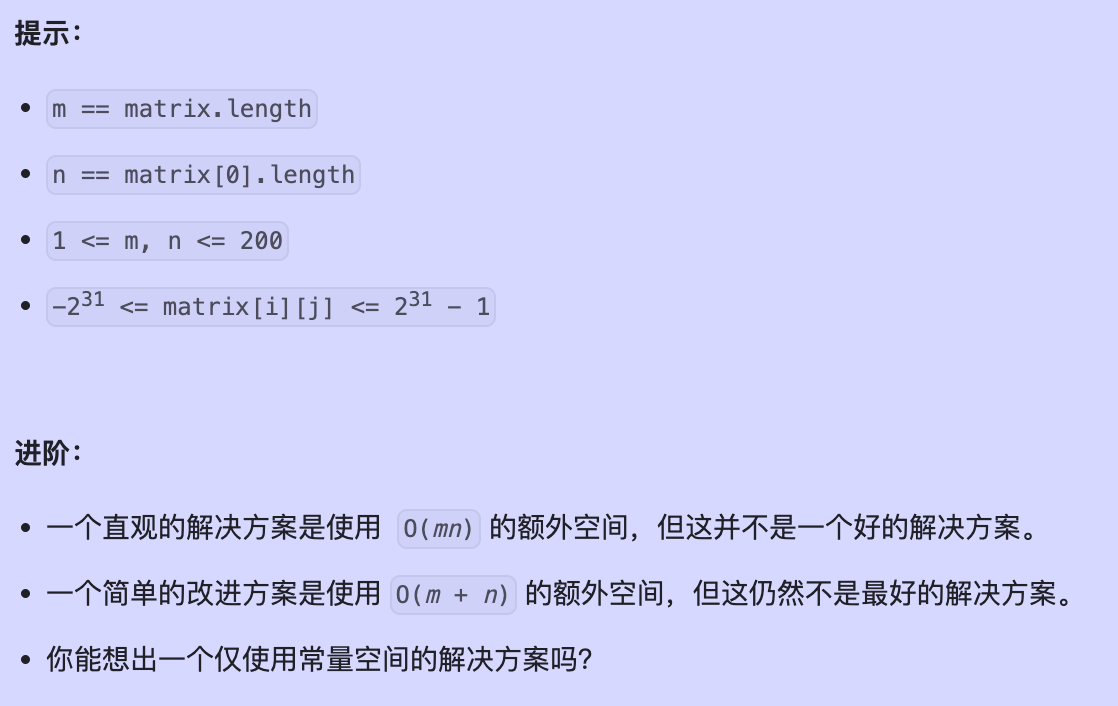 提示：
m == matrix.length
n == matrix[0].length
1 <= m, n <= 200
-2³¹ <= matrix[i][j] <= 2³¹ - 1
进阶：
一个直观的解决方案是使用 O(mn) 的额外空间，但这并不是一个好的解决方案。
一个简单的改进方案是使用 O(m + n) 的额外空间，但这仍然不是最好的解决方案。
你能想出一个仅使用常量空间的解决方案吗？